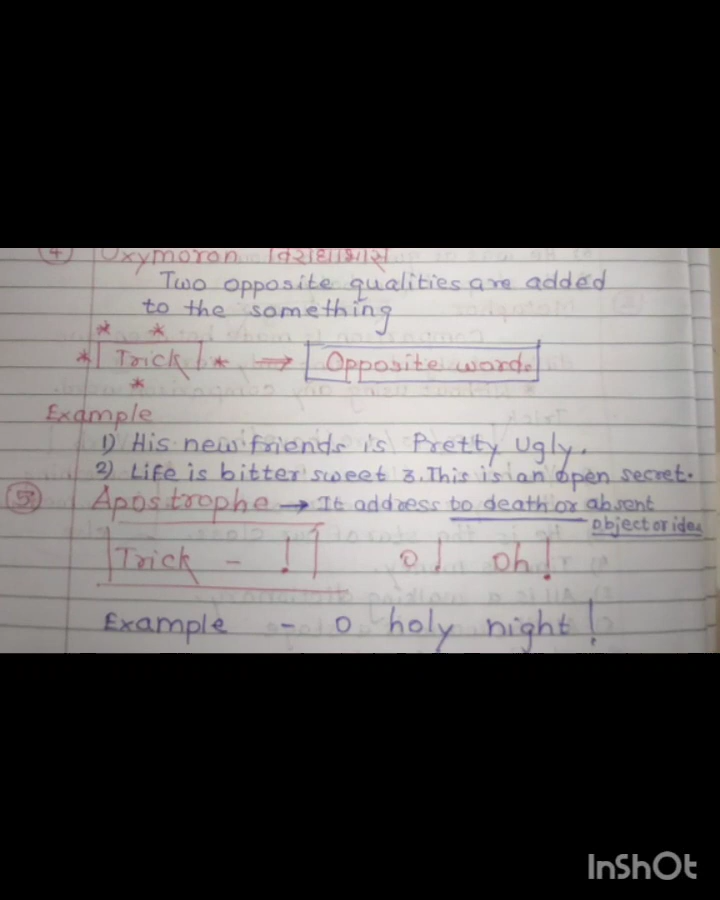 4 Oxymoron विरोधाभास
Two opposite qualities are added
to the something
Trick ⇒ Opposite word.
Example
1) His new friends is Pretty Ugly.
2) Life is bitter sweet 3. This is an open secret.
5 Apostrophe → It address to death or absent
object or idea
Trick - ! O! Oh!
Example - O holy night!
InShOt